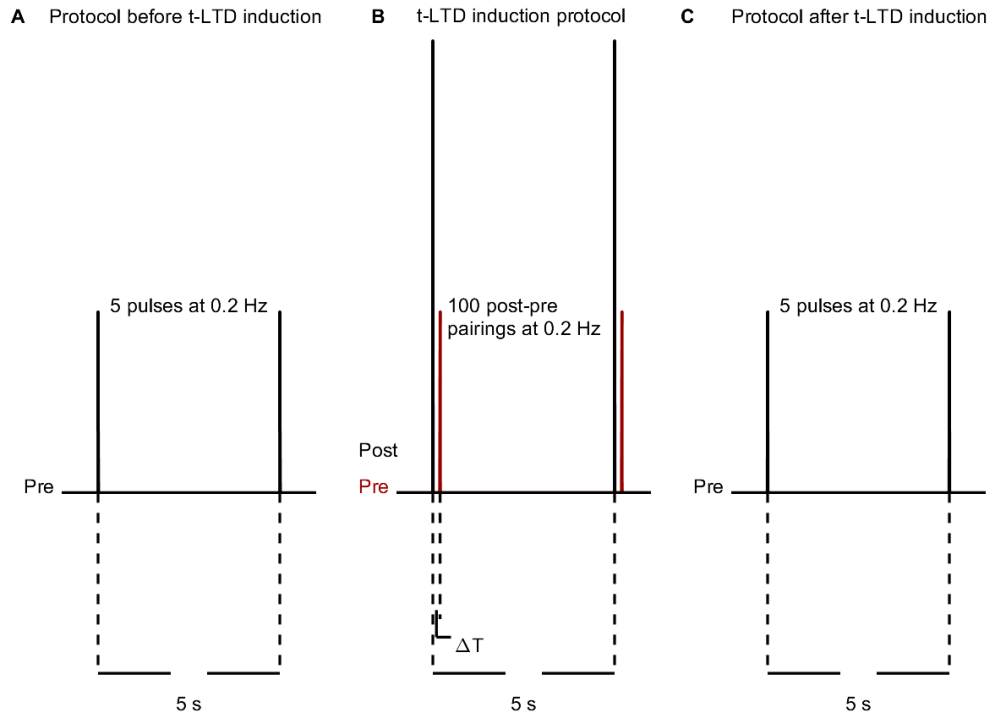 A Protocol before t-LTD induction
5 pulses at 0.2 Hz
Pre
5 s
B t-LTD induction protocol
100 post-pre
pairings at 0.2 Hz
Post
Pre
ΔT
5 s
C Protocol after t-LTD induction
5 pulses at 0.2 Hz
Pre
5 s